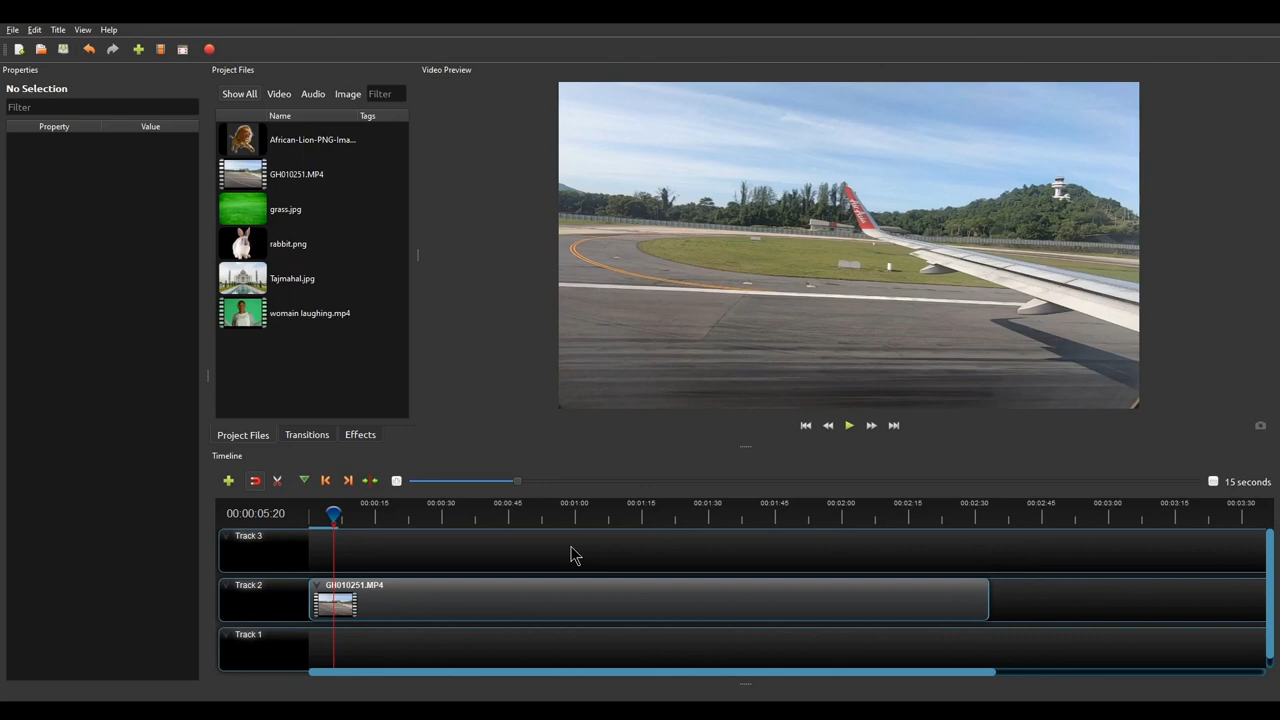 File Edit Title View Help
Properties
Project Files
Video Preview
No Selection
Filter
Property Value
Show All Video Audio Image Filter
Name Tags
African-Lion-PNG-Ima...
GH010251.MP4
grass.jpg
rabbit.png
Tajmahal.jpg
womain laughing.mp4
Project Files Transitions Effects
Timeline
15 seconds
00:00:05:20
00:00:15 00:00:30 00:00:45 00:01:00 00:01:15 00:01:30 00:01:45 00:02:00 00:02:15 00:02:30 00:02:45 00:03:00 00:03:15 00:03:30
Track 3
Track 2
GH010251.MP4
Track 1